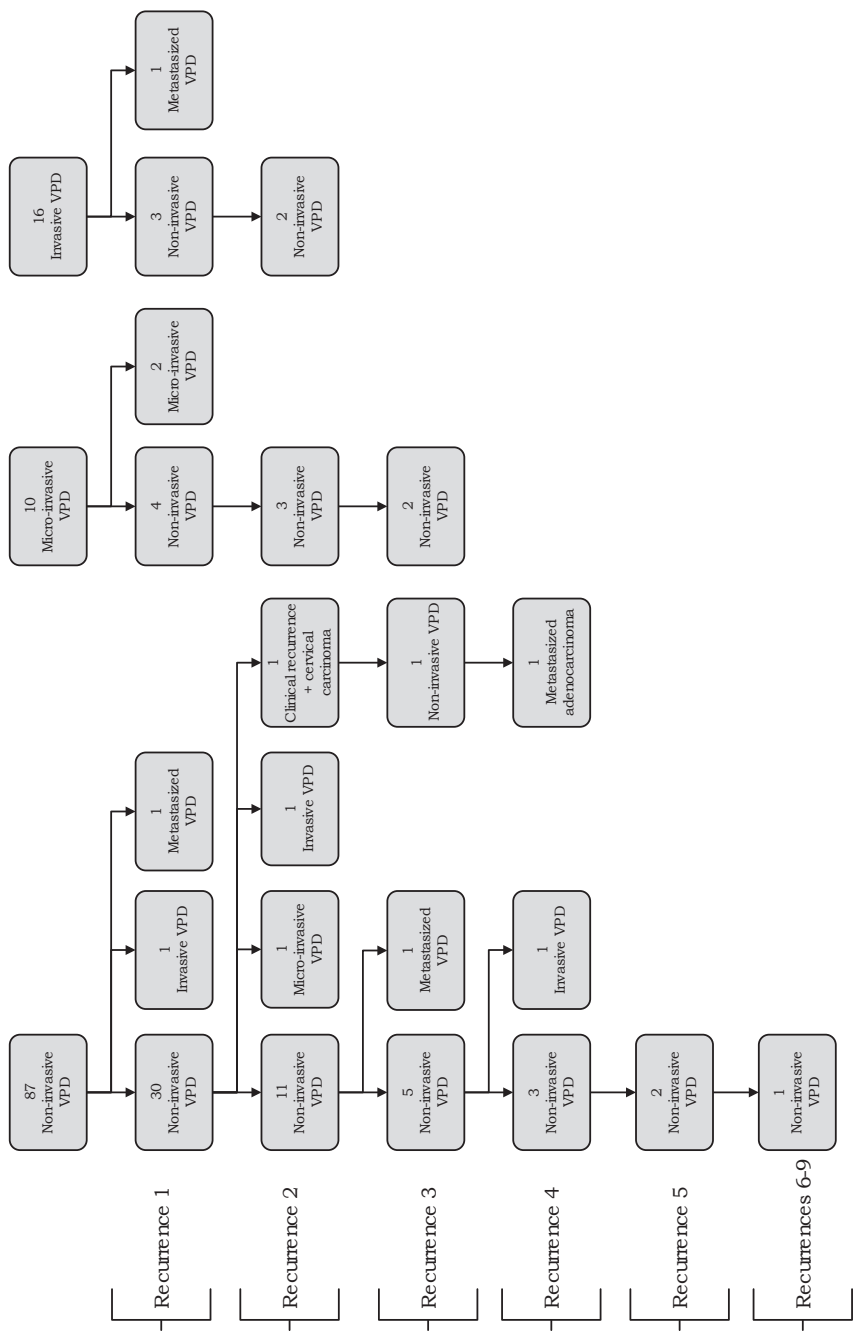 87
Non-invasive
VPD
10
Micro-invasive
VPD
16
Invasive VPD
Recurrence 1
30
Non-invasive
VPD
1
Invasive VPD
1
Metastasized
VPD
4
Non-invasive
VPD
2
Micro-invasive
VPD
3
Non-invasive
VPD
1
Metastasized
VPD
Recurrence 2
11
Non-invasive
VPD
1
Micro-invasive
VPD
1
Invasive VPD
1
Clinical recurrence
+ cervical
carcinoma
3
Non-invasive
VPD
2
Non-invasive
VPD
Recurrence 3
5
Non-invasive
VPD
1
Metastasized
VPD
1
Non-invasive VPD
2
Non-invasive
VPD
Recurrence 4
3
Non-invasive
VPD
1
Invasive VPD
1
Metastasized
adenocarcinoma
Recurrence 5
2
Non-invasive
VPD
Recurrences 6-9
1
Non-invasive
VPD